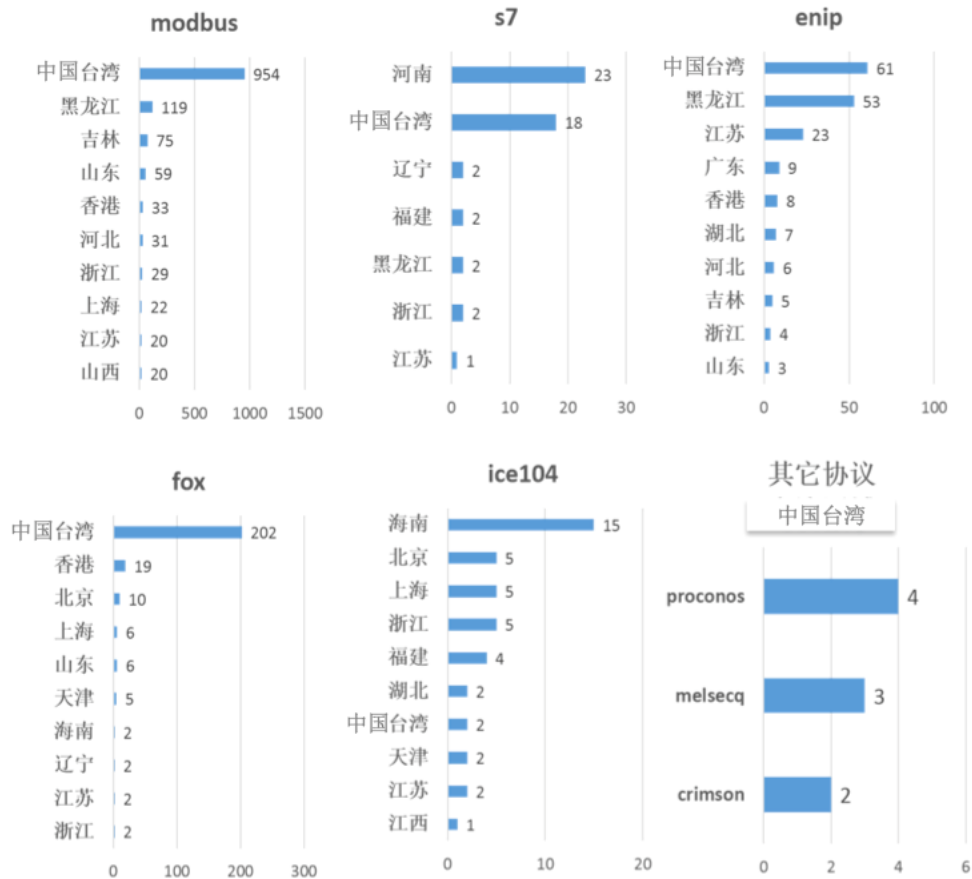 modbus
中国台湾 954
黑龙江 119
吉林 75
山东 59
香港 33
河北 31
浙江 29
上海 22
江苏 20
山西 20
0 500 1000 1500
s7
河南 23
中国台湾 18
辽宁 2
福建 2
黑龙江 2
浙江 2
江苏 1
0 10 20 30
enip
中国台湾 61
黑龙江 53
江苏 23
广东 9
香港 8
湖北 7
河北 6
吉林 5
浙江 4
山东 3
0 50 100
fox
中国台湾 202
香港 19
北京 10
上海 6
山东 6
天津 5
海南 2
辽宁 2
江苏 2
浙江 2
0 100 200 300
ice104
海南 15
北京 5
上海 5
浙江 5
福建 4
湖北 2
中国台湾 2
天津 2
江苏 2
江西 1
0 10 20
其它协议
中国台湾
proconos 4
melsecq 3
crimson 2
0 2 4 6